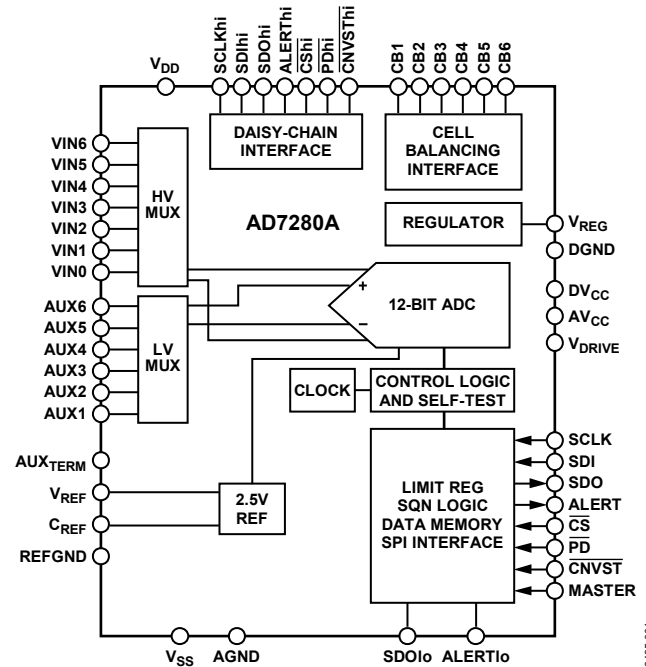 SCLKhi
SDIhi
SDOhi
ALERThi
CShi
PDhi
CNVSThi
CB1
CB2
CB3
CB4
CB5
CB6
VDD
DAISY-CHAIN
INTERFACE
CELL
BALANCING
INTERFACE
VIN6
VIN5
VIN4
VIN3
VIN2
VIN1
VIN0
HV
MUX
AD7280A
REGULATOR
VREG
DGND
DVCC
AVCC
VDRIVE
AUX6
AUX5
AUX4
AUX3
AUX2
AUX1
LV
MUX
+
–
12-BIT ADC
CLOCK
CONTROL LOGIC
AND SELF-TEST
AUXTERM
VREF
CREF
REFGND
2.5V
REF
LIMIT REG
SQN LOGIC
DATA MEMORY
SPI INTERFACE
SCLK
SDI
SDO
ALERT
CS
PD
CNVST
MASTER
VSS
AGND
SDOlo
ALERTlo